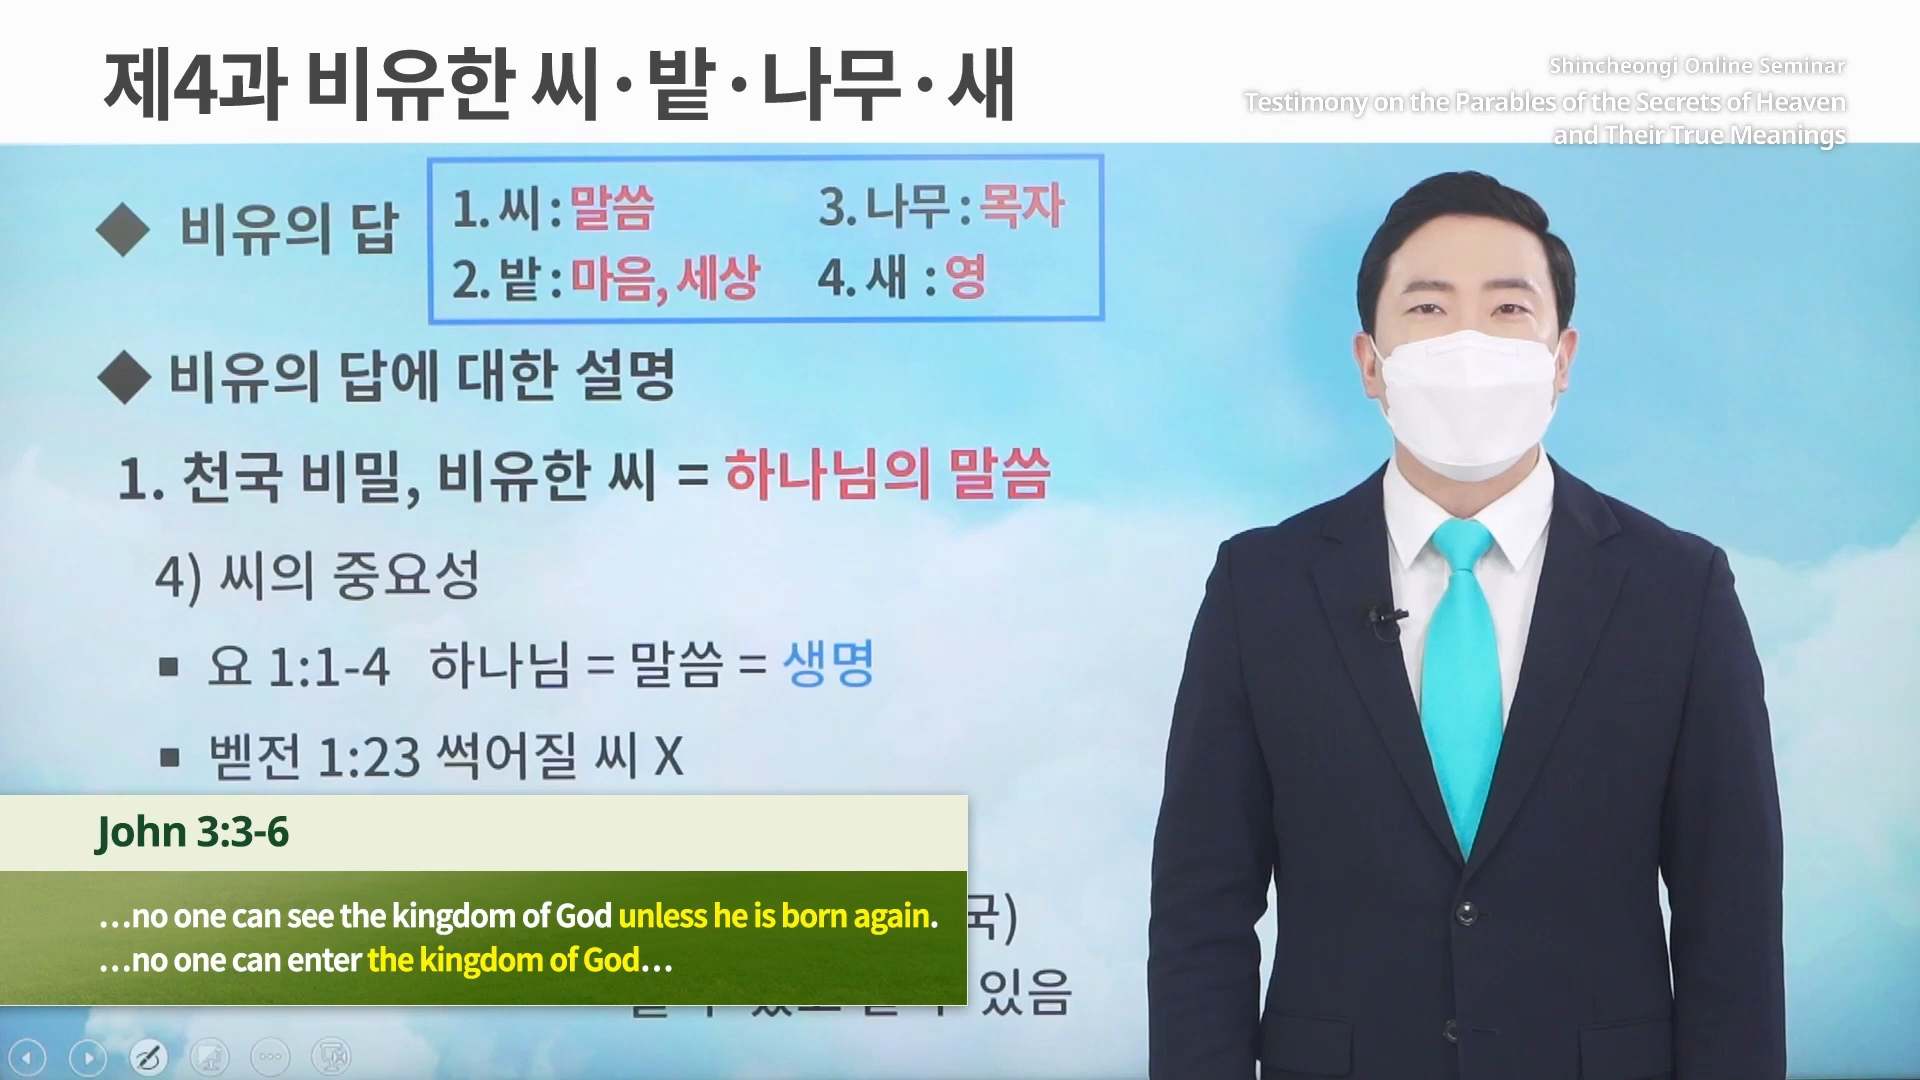 제4과 비유한 씨·밭·나무·새
Shincheongi Online Seminar
Testimony on the Parables of the Secrets of Heaven
and Their True Meanings
◆ 비유의 답
1. 씨 : 말씀
3. 나무 : 목자
2. 밭 : 마음, 세상
4. 새 : 영
◆ 비유의 답에 대한 설명
1. 천국 비밀, 비유한 씨 = 하나님의 말씀
4) 씨의 중요성
▪ 요 1:1-4 하나님 = 말씀 = 생명
▪ 벧전 1:23 썩어질 씨 X
John 3:3-6
…no one can see the kingdom of God unless he is born again.
…no one can enter the kingdom of God…
국)
있음